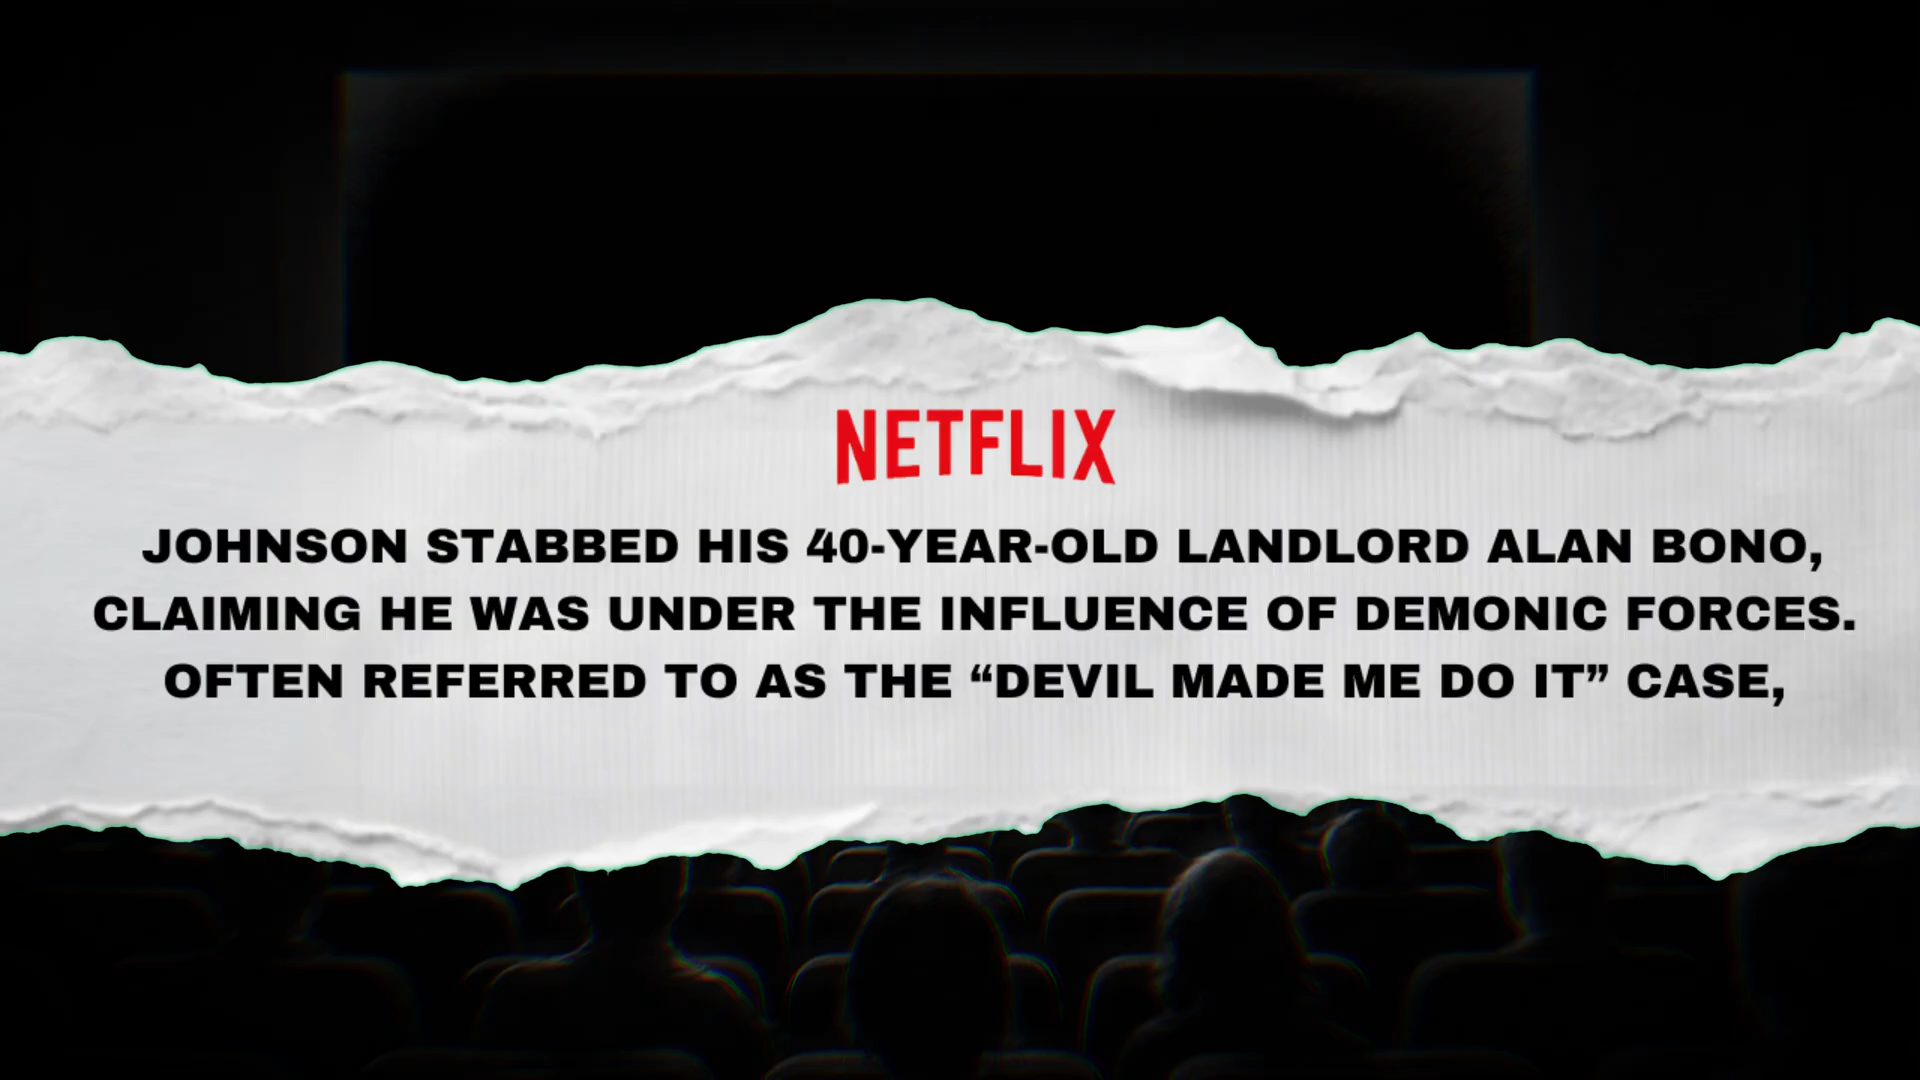 NETFLIX
JOHNSON STABBED HIS 40-YEAR-OLD LANDLORD ALAN BONO,
CLAIMING HE WAS UNDER THE INFLUENCE OF DEMONIC FORCES.
OFTEN REFERRED TO AS THE “DEVIL MADE ME DO IT” CASE,